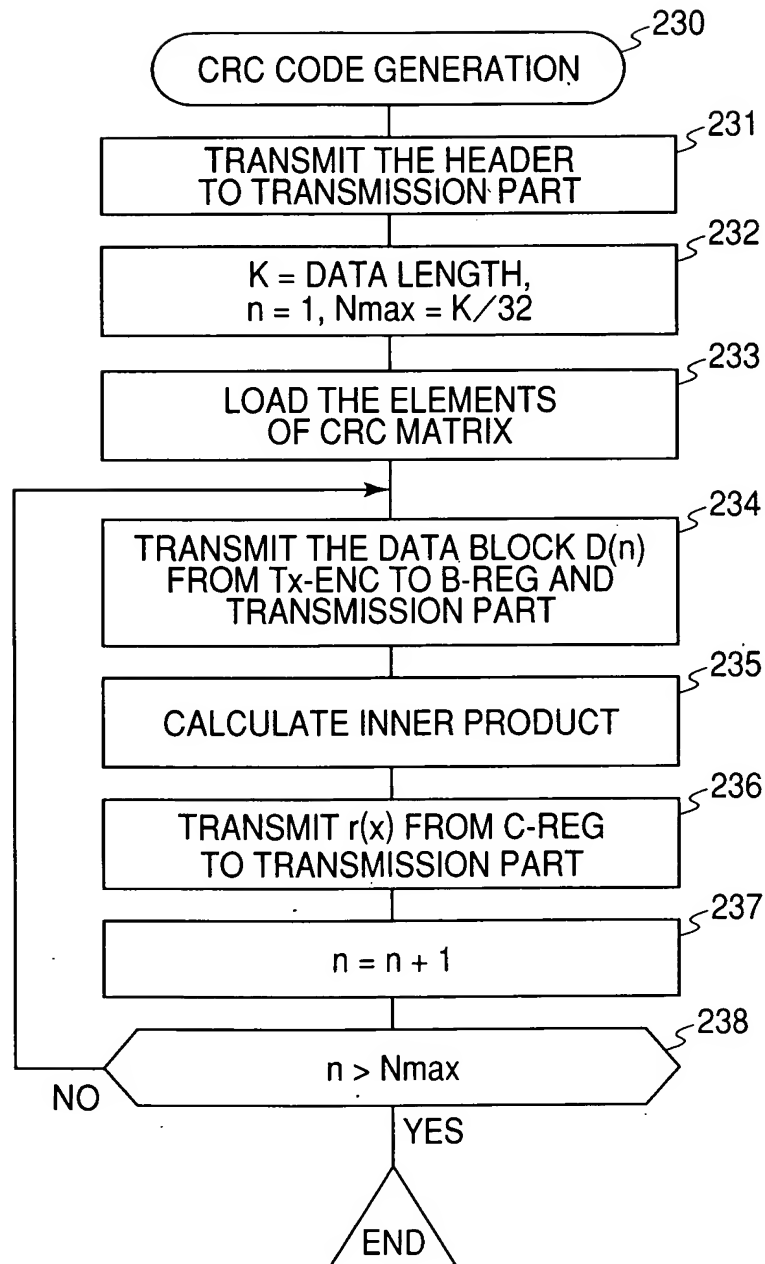 230
CRC CODE GENERATION
231
TRANSMIT THE HEADER
TO TRANSMISSION PART
232
K = DATA LENGTH,
n = 1, Nmax = K/32
233
LOAD THE ELEMENTS
OF CRC MATRIX
234
TRANSMIT THE DATA BLOCK D(n)
FROM Tx-ENC TO B-REG AND
TRANSMISSION PART
235
CALCULATE INNER PRODUCT
236
TRANSMIT r(x) FROM C-REG
TO TRANSMISSION PART
237
n = n + 1
238
n > Nmax
NO
YES
END